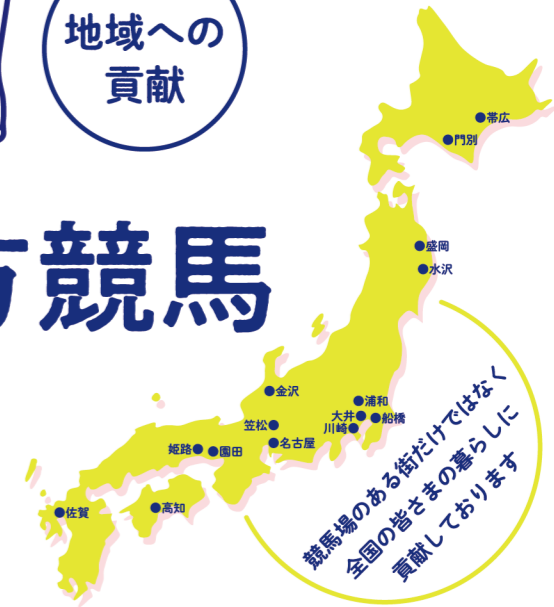 地域への
貢献
方競馬
帯広
門別
盛岡
水沢
金沢
浦和
大井
船橋
川崎
笠松
名古屋
姫路
園田
佐賀
高知
競馬場のある街だけではなく
全国の皆さまの暮らしに
貢献しております